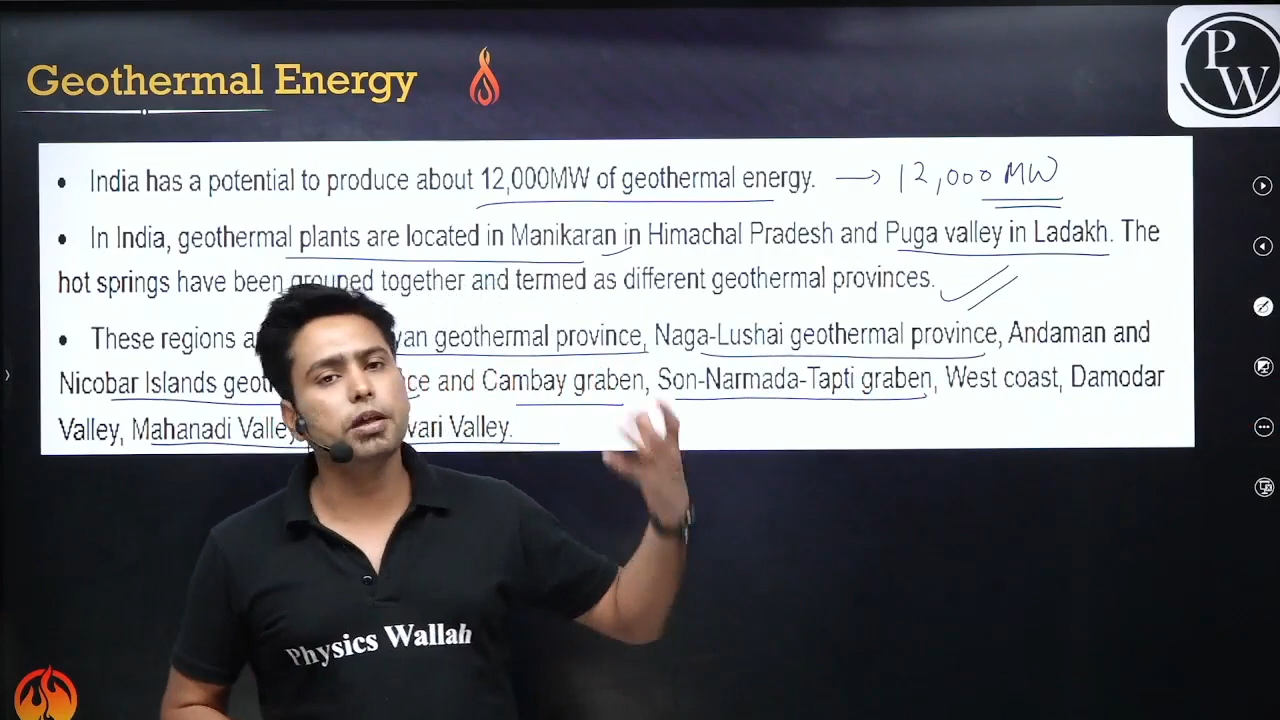 Geothermal Energy
PW
• India has a potential to produce about 12,000MW of geothermal energy. → 12,000 MW
• In India, geothermal plants are located in Manikaran in Himachal Pradesh and Puga valley in Ladakh. The
hot springs have been grouped together and termed as different geothermal provinces.
• These regions yan geothermal province, Naga-Lushai geothermal province, Andaman and
Nicobar Islands and Cambay graben, Son-Narmada-Tapti graben, West coast, Damodar
Valley, Mahanadi Valley vari Valley.
Physics Wallah